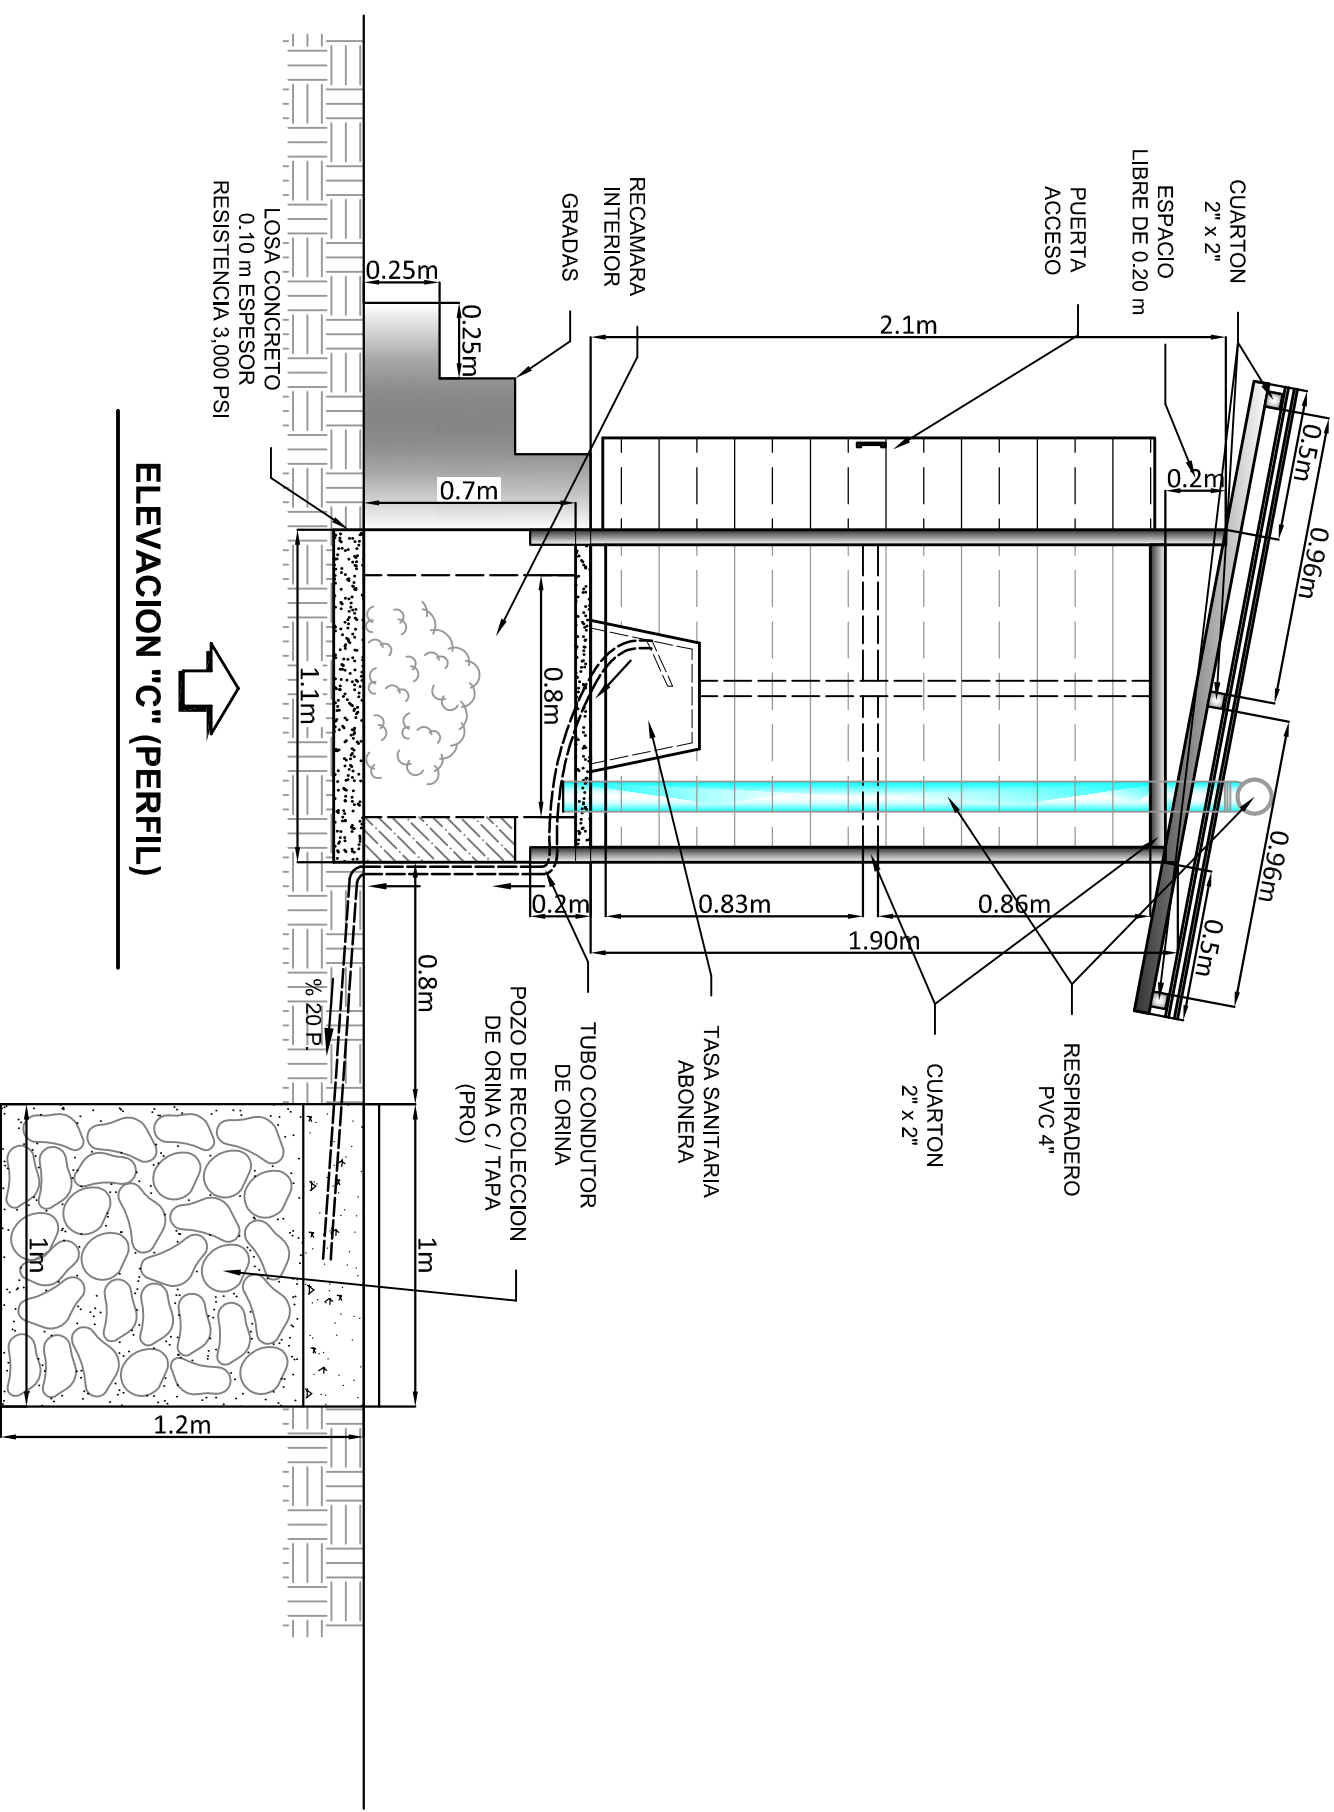 CUARTON
2" x 2"
ESPACIO
LIBRE DE 0.20 m
PUERTA
ACCESO
RECAMARA
INTERIOR
GRADAS
LOSA CONCRETO
0.10 m ESPESOR
RESISTENCIA 3,000 PSI
0.5m
0.96m
0.96m
0.5m
0.2m
2.1m
0.86m
0.83m
0.2m
1.90m
0.25m
0.25m
0.7m
0.8m
1.1m
0.8m
% 20 P.
1m
1m
1.2m
RESPIRADERO
PVC 4"
CUARTON
2" x 2"
TASA SANITARIA
ABONERA
TUBO CONDUTOR
DE ORINA
POZO DE RECOLECCION
DE ORINA C / TAPA
(PRO)
ELEVACION "C" (PERFIL)